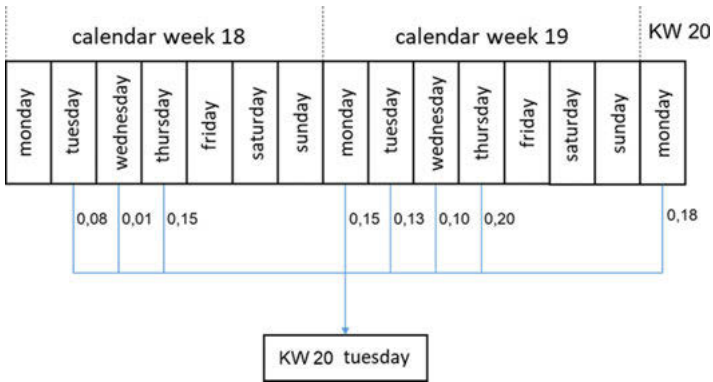 calendar week 18 calendar week 19 KW 20
monday tuesday wednesday thursday friday saturday sunday monday tuesday wednesday thursday friday saturday sunday monday
0,08 0,01 0,15 0,15 0,13 0,10 0,20 0,18
KW 20 tuesday